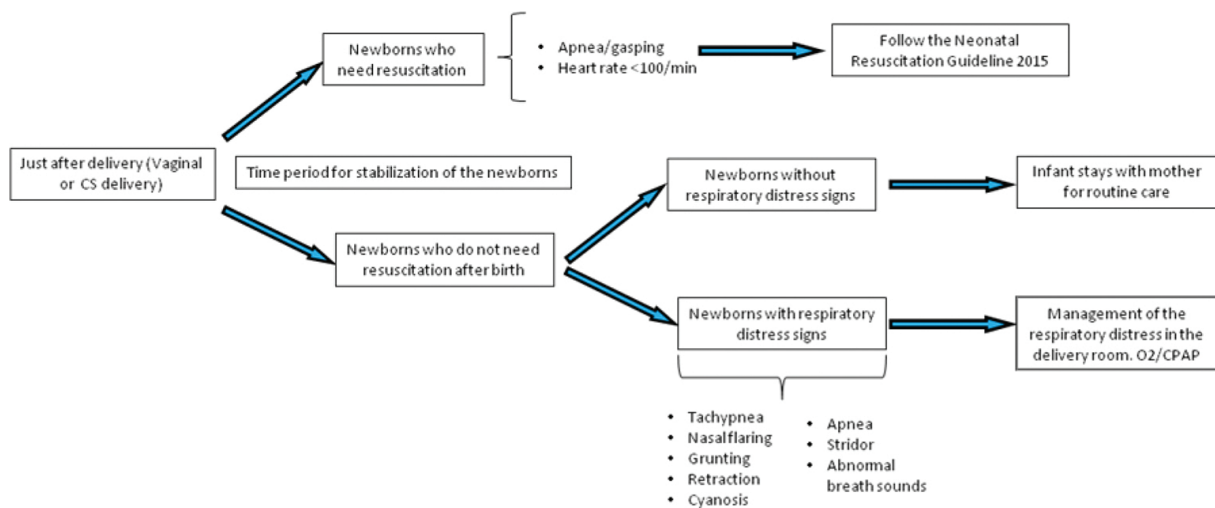 Newborns who
need resuscitation
• Apnea/gasping
• Heart rate <100/min
Follow the Neonatal
Resuscitation Guideline 2015
Just after delivery (Vaginal
or CS delivery)
Time period for stabilization of the newborns
Newborns without
respiratory distress signs
Infant stays with mother
for routine care
Newborns who do not need
resuscitation after birth
Newborns with respiratory
distress signs
Management of the
respiratory distress in the
delivery room. O2/CPAP
• Tachypnea
• Nasal flaring
• Grunting
• Retraction
• Cyanosis
• Apnea
• Stridor
• Abnormal
breath sounds